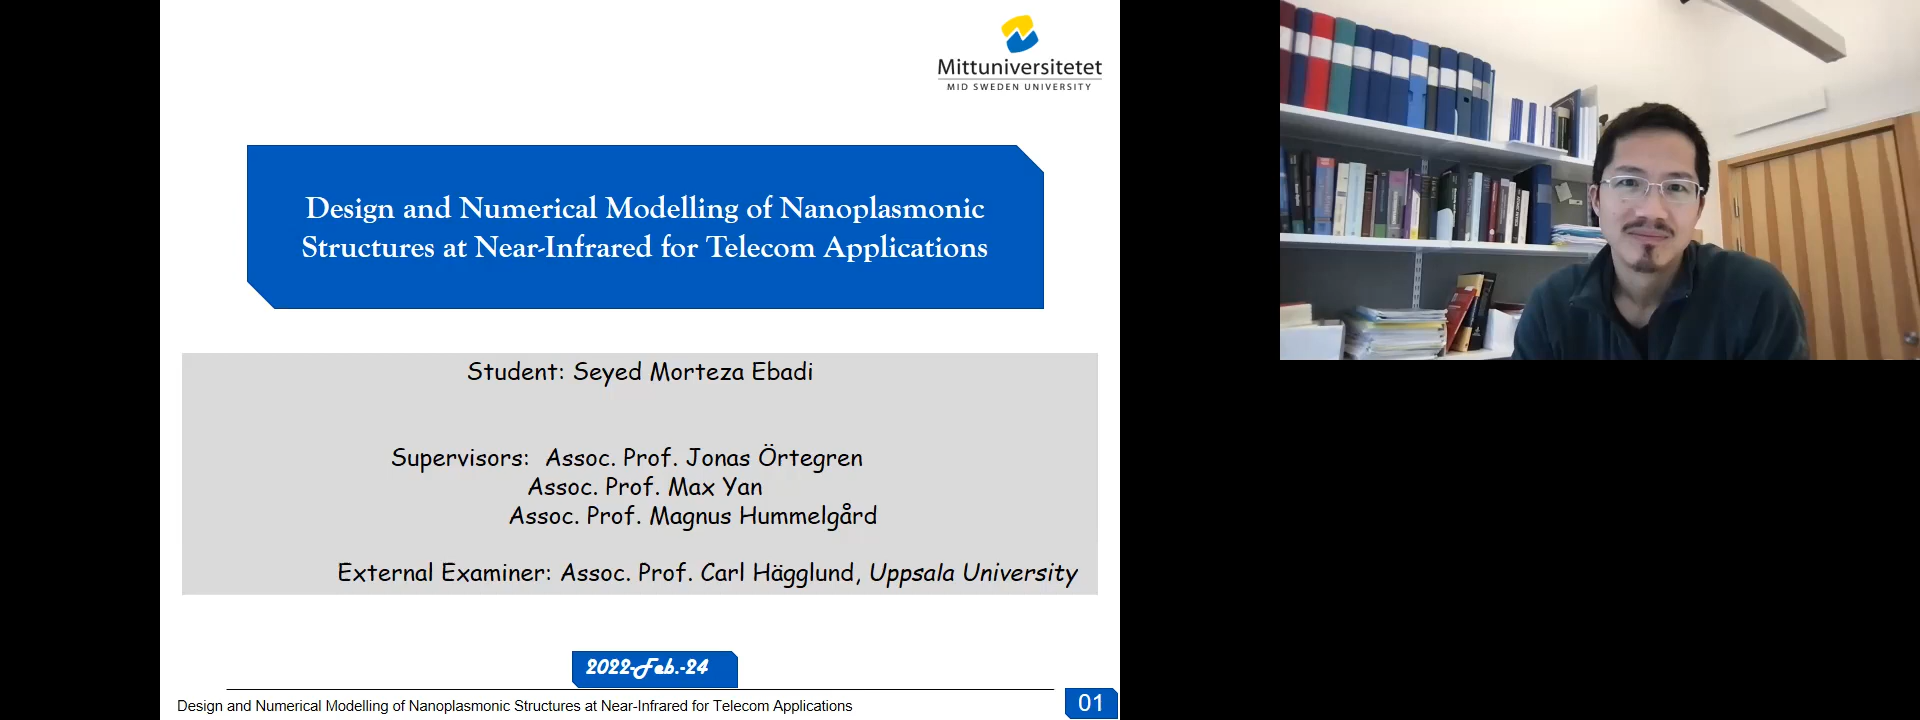 Mittuniversitetet
MID SWEDEN UNIVERSITY
Design and Numerical Modelling of Nanoplasmonic
Structures at Near-Infrared for Telecom Applications
Student: Seyed Morteza Ebadi
Supervisors: Assoc. Prof. Jonas Örtegren
Assoc. Prof. Max Yan
Assoc. Prof. Magnus Hummelgård
External Examiner: Assoc. Prof. Carl Hägglund, Uppsala University
2022-Feb.-24
Design and Numerical Modelling of Nanoplasmonic Structures at Near-Infrared for Telecom Applications
01